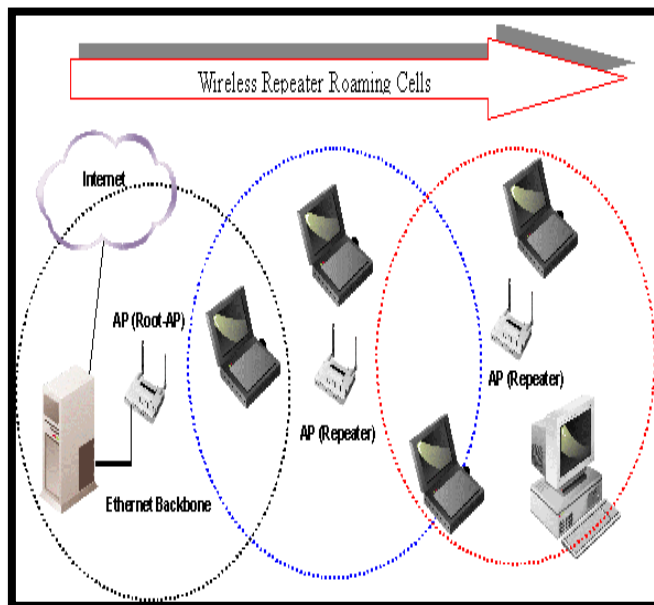 Wireless Repeater Roaming Cells
Internet
AP (Root-AP)
AP (Repeater)
AP (Repeater)
Ethernet Backbone